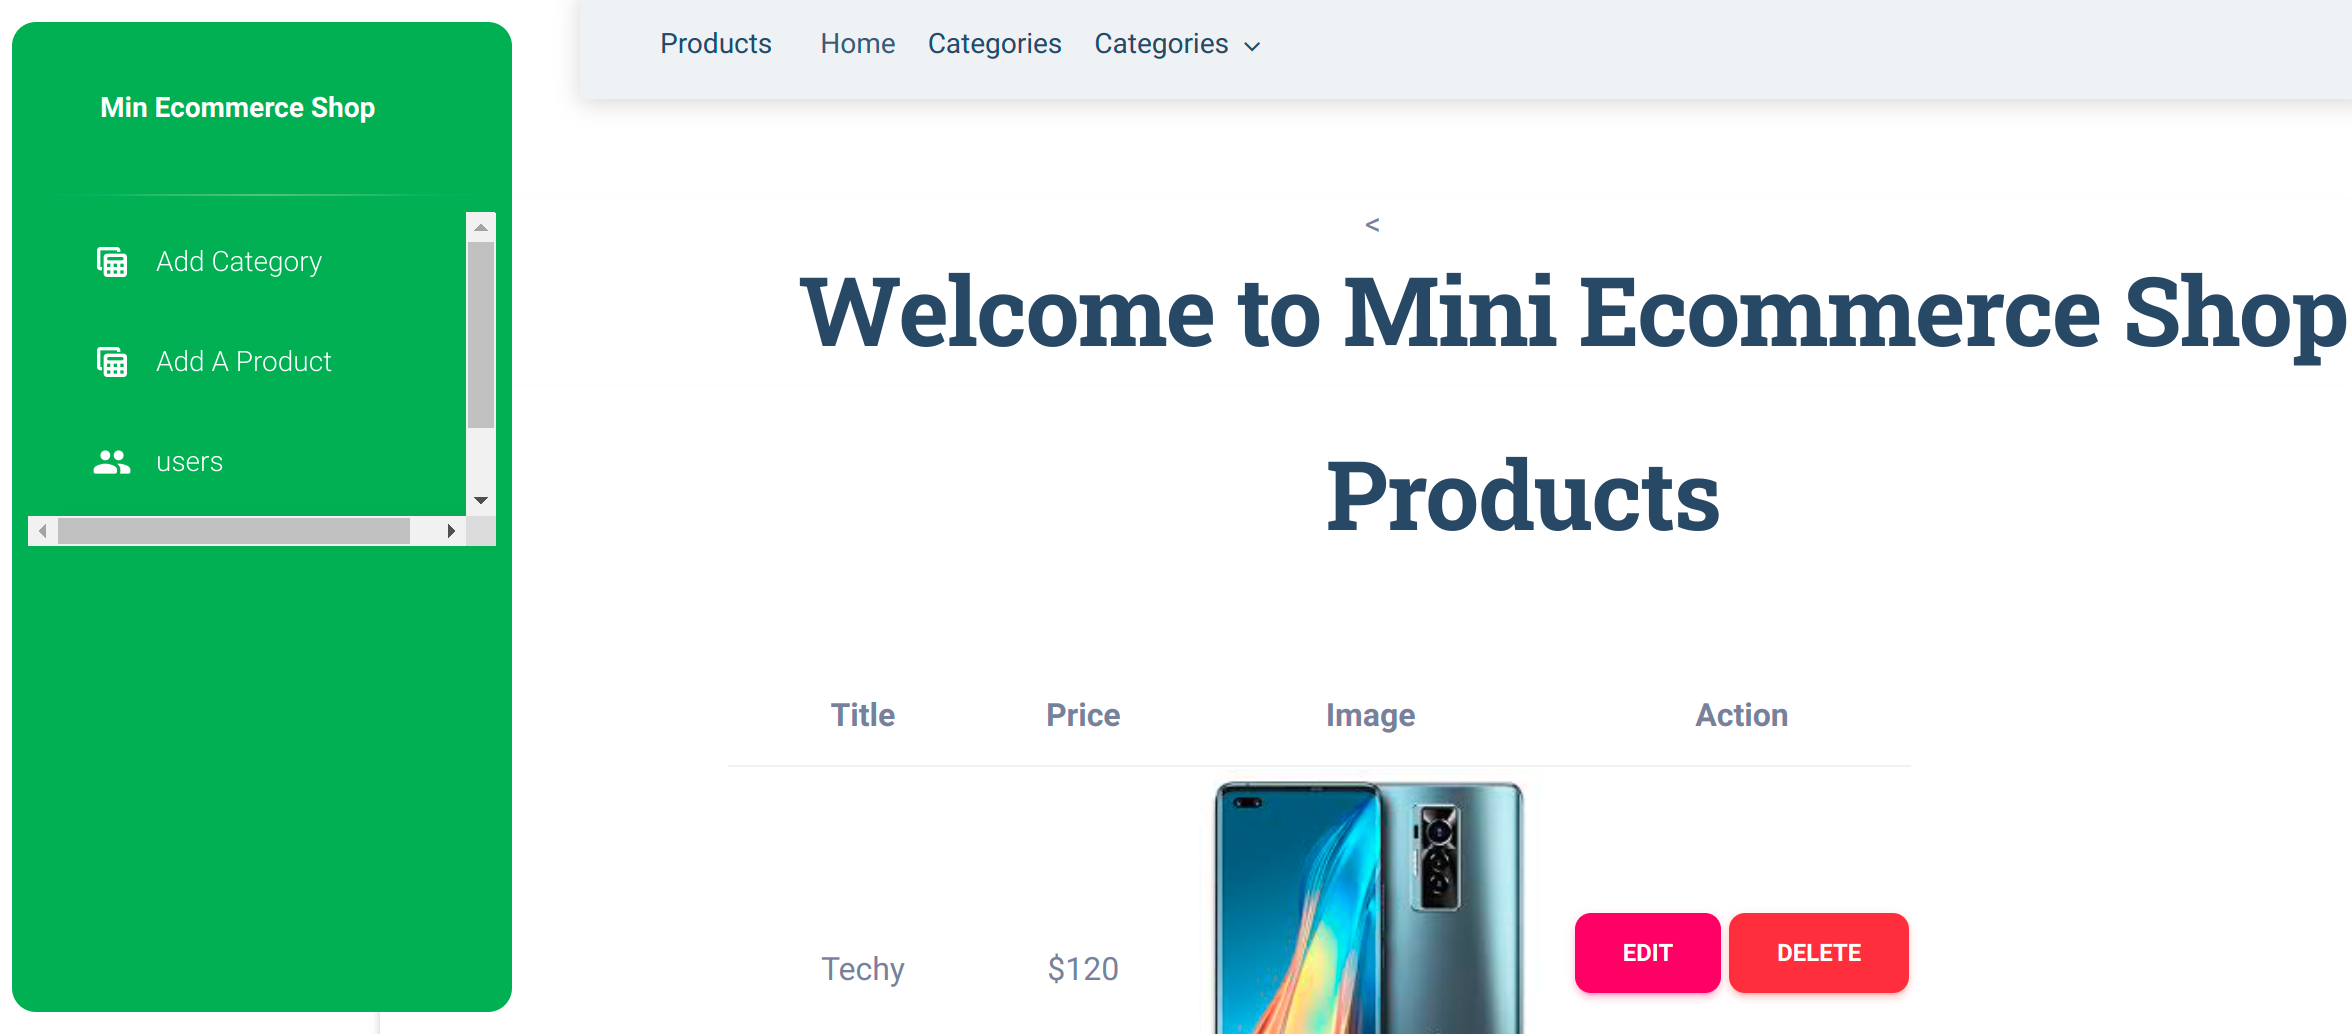 Products Home Categories Categories
Min Ecommerce Shop
Add Category
Add A Product
users
<
Welcome to Mini Ecommerce Shop
Products
Title Price Image Action
Techy $120 EDIT DELETE